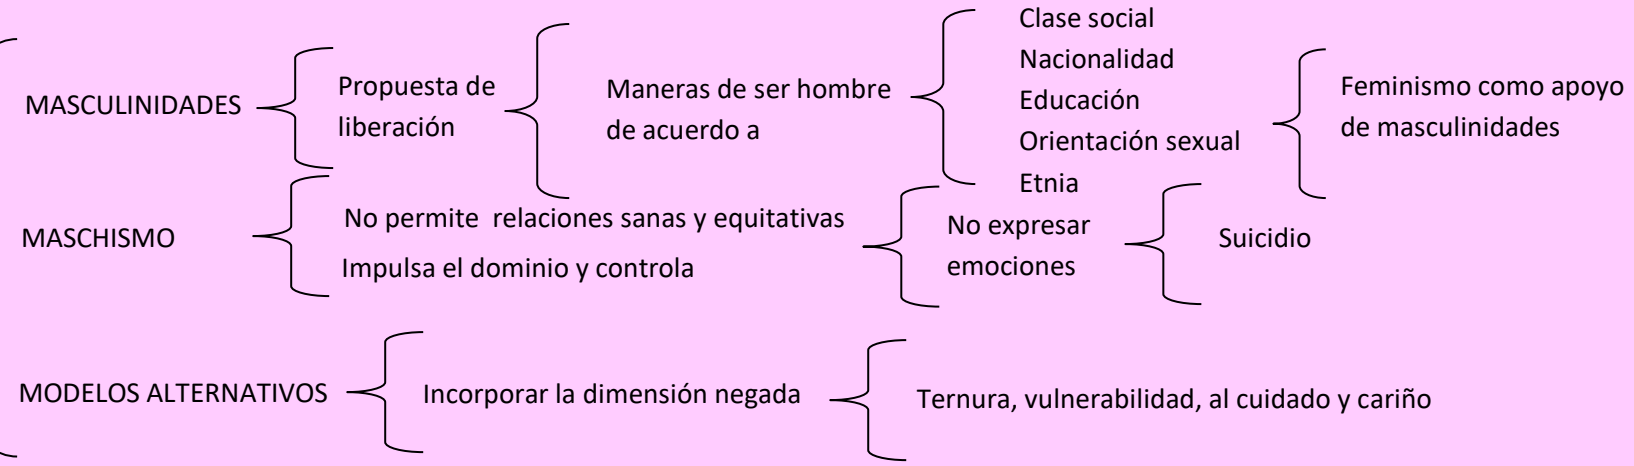 MASCULINIDADES
Propuesta de
liberación
Maneras de ser hombre
de acuerdo a
Clase social
Nacionalidad
Educación
Orientación sexual
Etnia
Feminismo como apoyo
de masculinidades
MASCHISMO
No permite  relaciones sanas y equitativas
Impulsa el dominio y controla
No expresar
emociones
Suicidio
MODELOS ALTERNATIVOS
Incorporar la dimensión negada
Ternura, vulnerabilidad, al cuidado y cariño